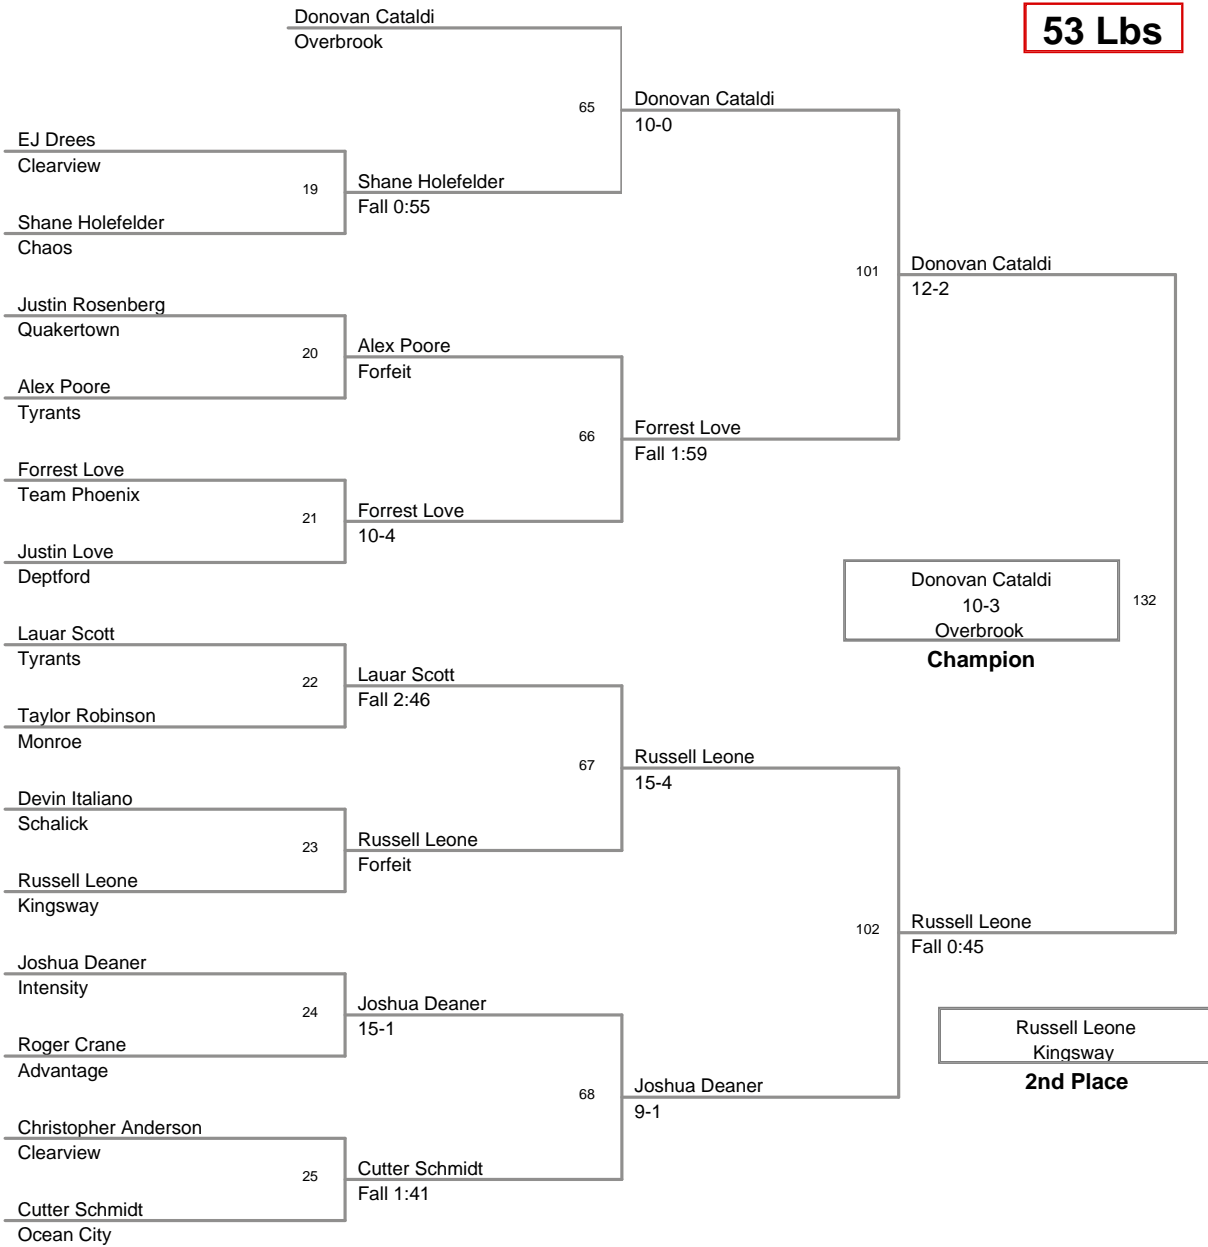 Donovan Cataldi
Overbrook
53 Lbs
65
Donovan Cataldi
10-0
EJ Drees
Clearview
19
Shane Holefelder
Fall 0:55
Shane Holefelder
Chaos
101
Donovan Cataldi
12-2
Justin Rosenberg
Quakertown
20
Alex Poore
Forfeit
Alex Poore
Tyrants
66
Forrest Love
Fall 1:59
Forrest Love
Team Phoenix
21
Forrest Love
10-4
Justin Love
Deptford
Donovan Cataldi
10-3
Overbrook
Champion
132
Lauar Scott
Tyrants
22
Lauar Scott
Fall 2:46
Taylor Robinson
Monroe
67
Russell Leone
15-4
Devin Italiano
Schalick
23
Russell Leone
Forfeit
Russell Leone
Kingsway
102
Russell Leone
Fall 0:45
Joshua Deaner
Intensity
24
Joshua Deaner
15-1
Roger Crane
Advantage
Russell Leone
Kingsway
2nd Place
68
Joshua Deaner
9-1
Christopher Anderson
Clearview
25
Cutter Schmidt
Fall 1:41
Cutter Schmidt
Ocean City